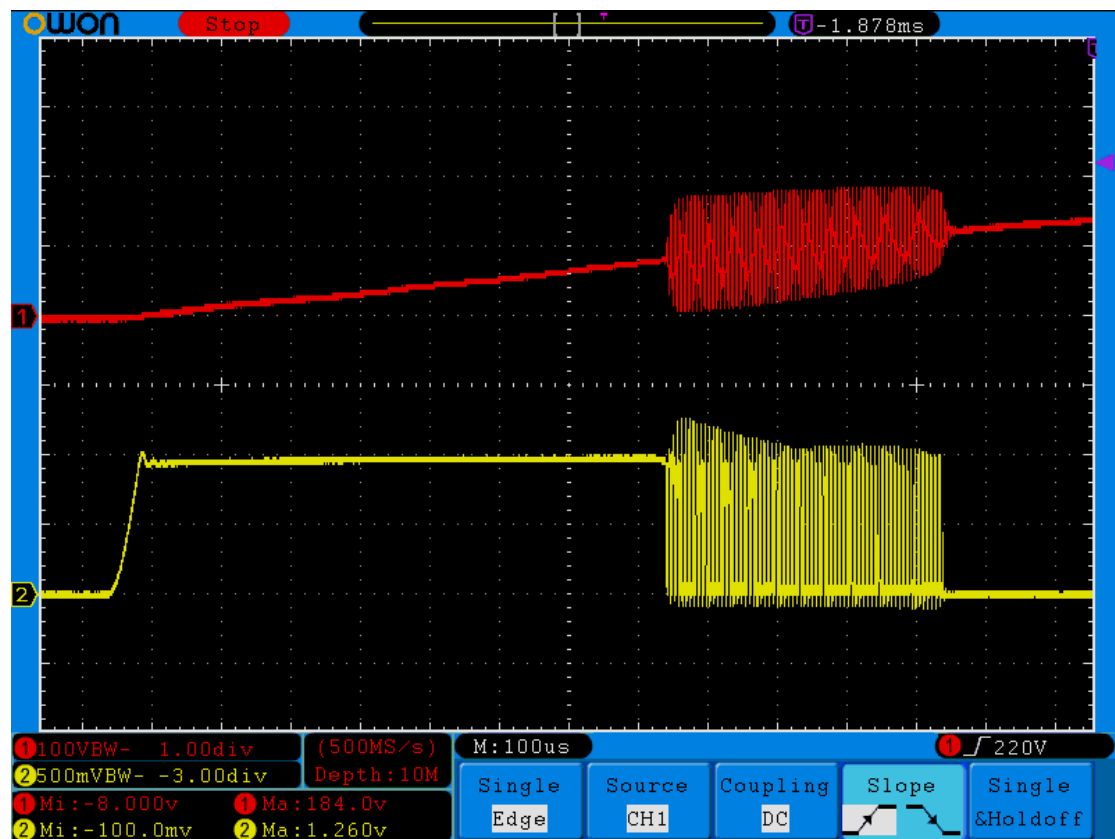 OWON Stop T -1.878ms
1
2
1 100VBW- 1.00div (500MS/s) M:100us 1 220V
2 500mVBW- -3.00div Depth:10M
1 Mi:-8.000v 1 Ma:184.0v
2 Mi:-100.0mv 2 Ma:1.260v
Single Source Coupling Slope Single
Edge CH1 DC &Holdoff